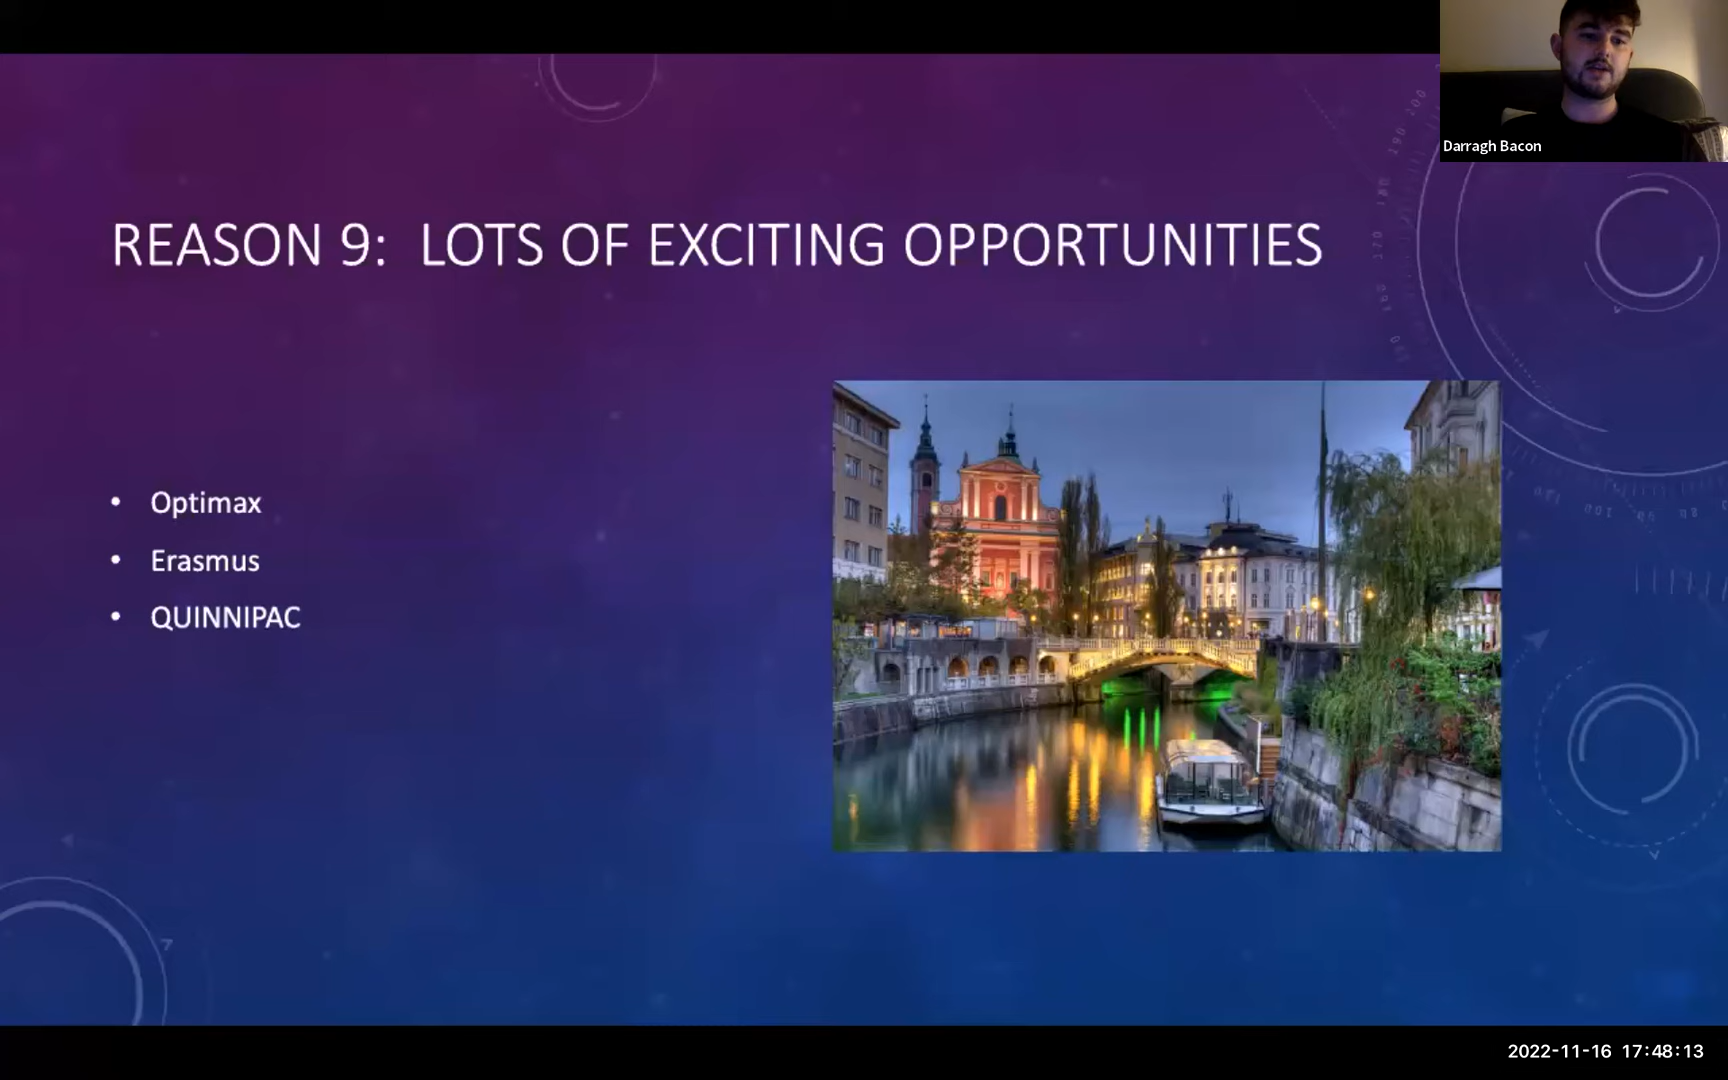 Darragh Bacon
REASON 9: LOTS OF EXCITING OPPORTUNITIES
• Optimax
• Erasmus
• QUINNIPAC
2022-11-16 17:48:13